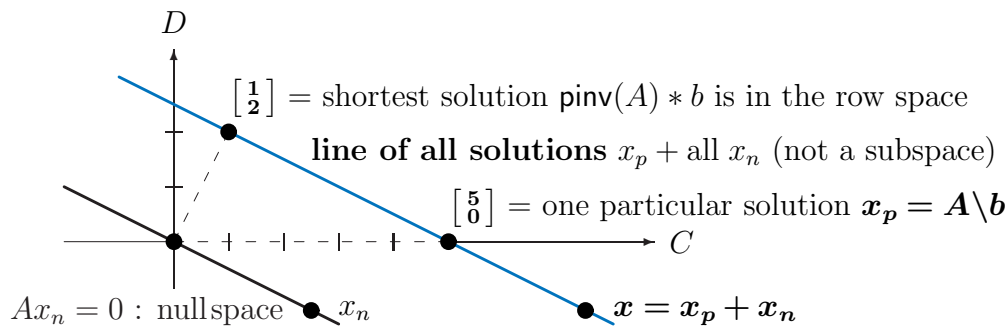 D
[1 2] = shortest solution pinv(A) ∗ b is in the row space
line of all solutions x_p + all x_n (not a subspace)
[5 0] = one particular solution x_p = A\b
C
Ax_n = 0 : nullspace
x_n
x = x_p + x_n